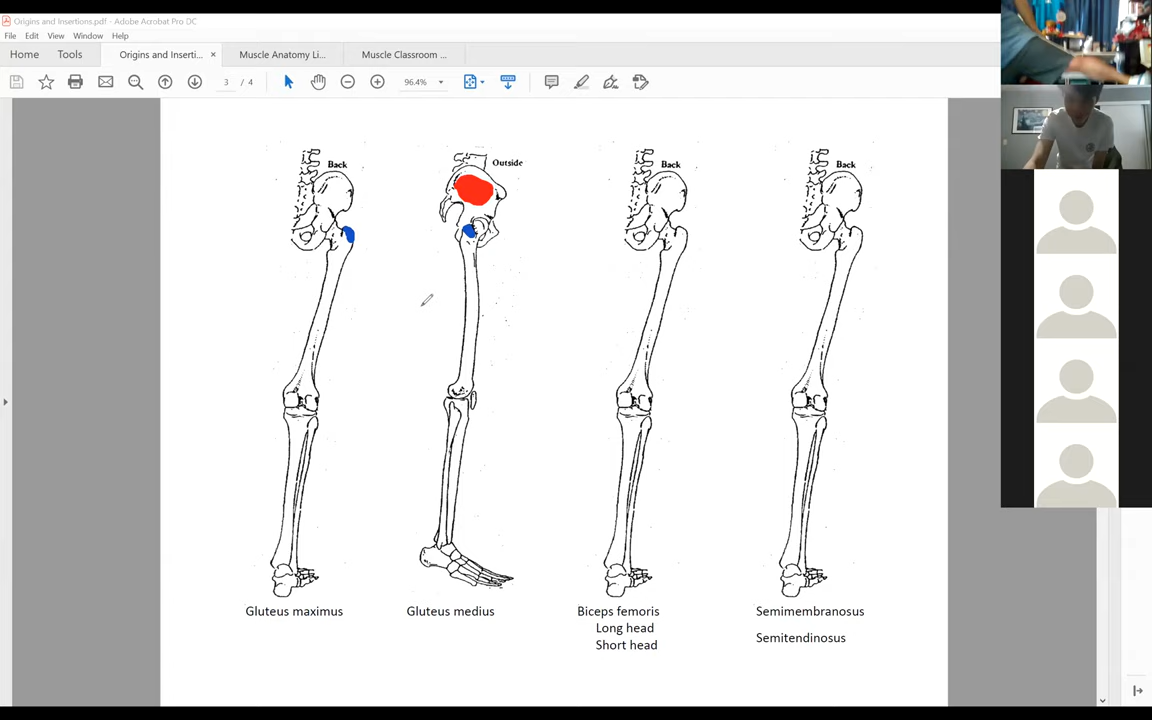 Origins and Insertions.pdf - Adobe Acrobat Pro DC
File Edit View Window Help
Home Tools Origins and Inserti... × Muscle Anatomy Li... Muscle Classroom ...
3 / 4 96.4%
Back Outside Back Back
Gluteus maximus Gluteus medius Biceps femoris Semimembranosus
Long head
Semitendinosus
Short head